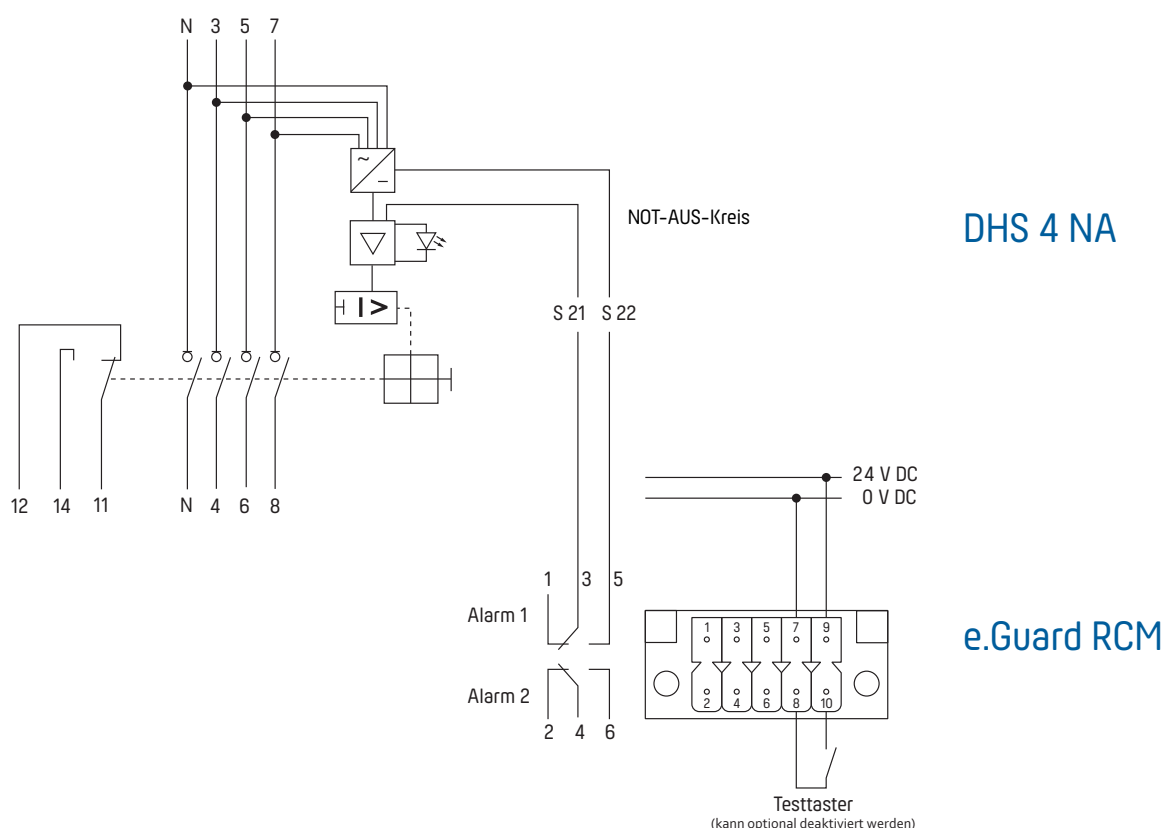 N 3 5 7
~
–
NOT-AUS-Kreis
DHS 4 NA
I >
S 21 S 22
12 14 11 N 4 6 8
24 V DC
0 V DC
1 3 5
Alarm 1
1 3 5 7 9
e.Guard RCM
Alarm 2
2 4 6 8 10
2 4 6
Testtaster
(kann optional deaktiviert werden)